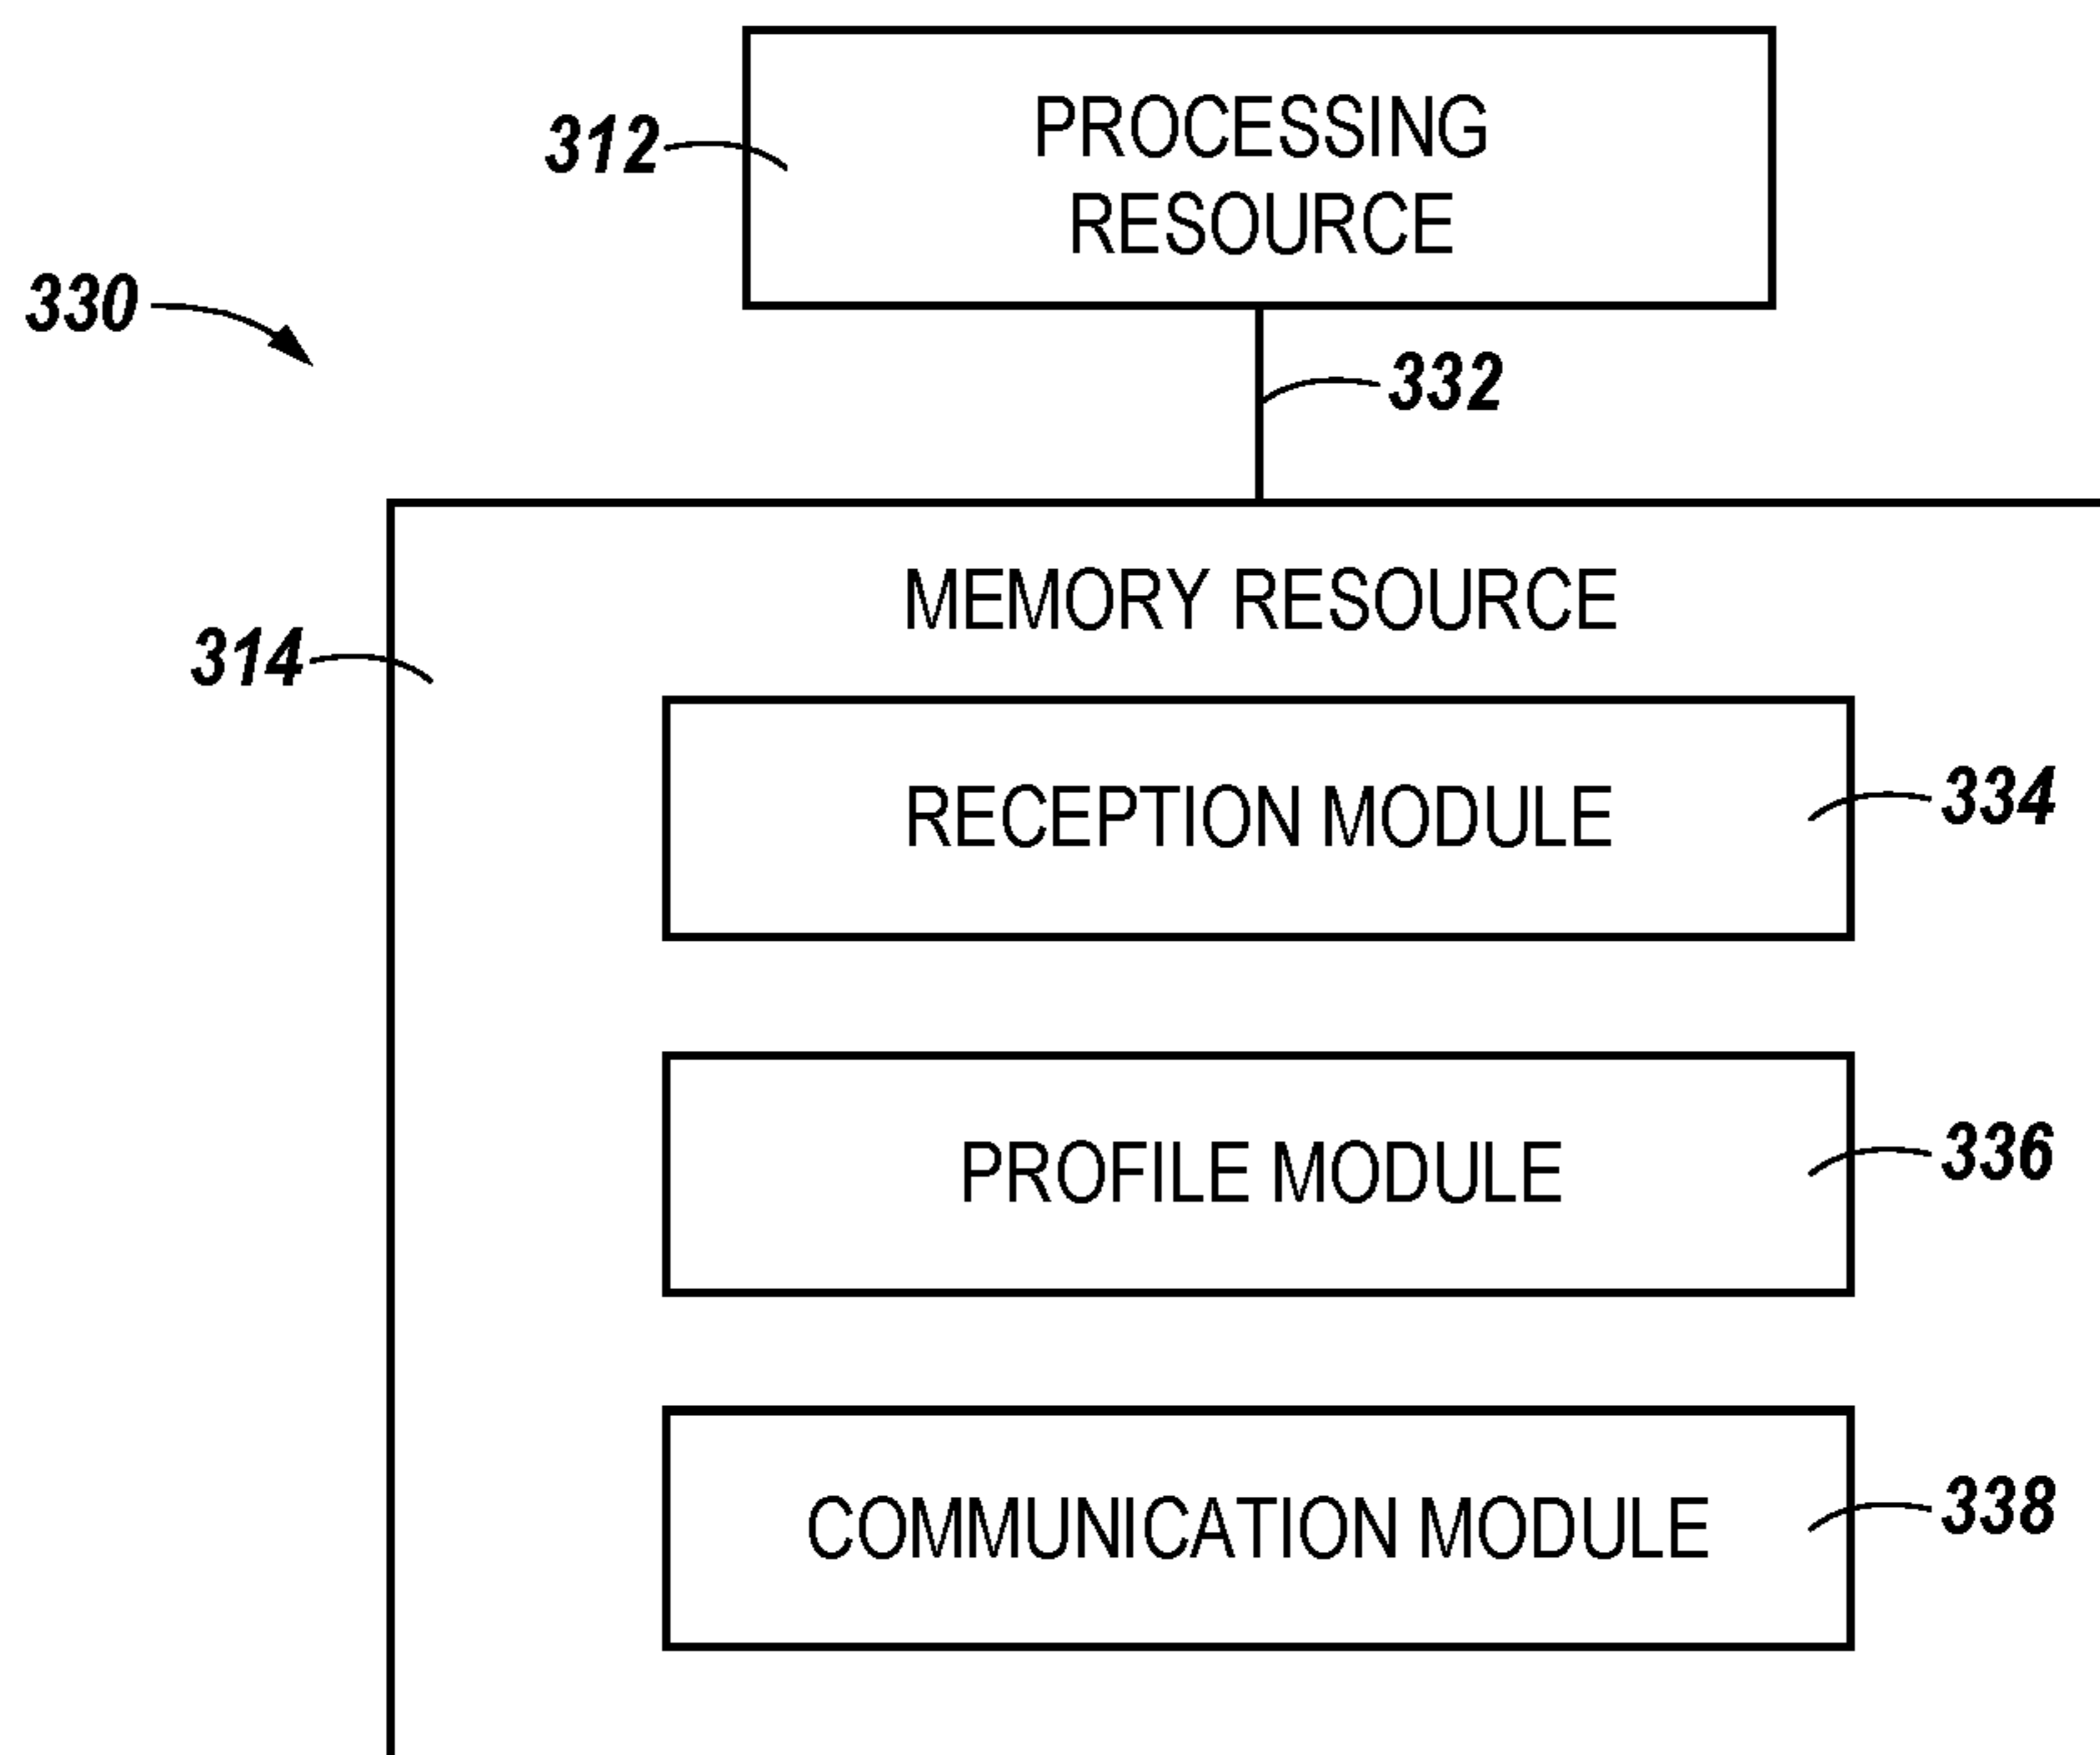 PROCESSING
RESOURCE
312
330
332
MEMORY RESOURCE
314
RECEPTION MODULE
334
PROFILE MODULE
336
COMMUNICATION MODULE
338